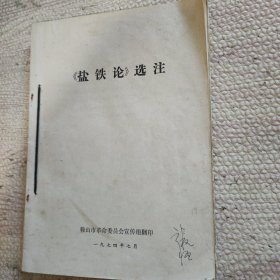 《盐铁论》选注
鞍山市革命委员会宣传组翻印
一九七四年七月